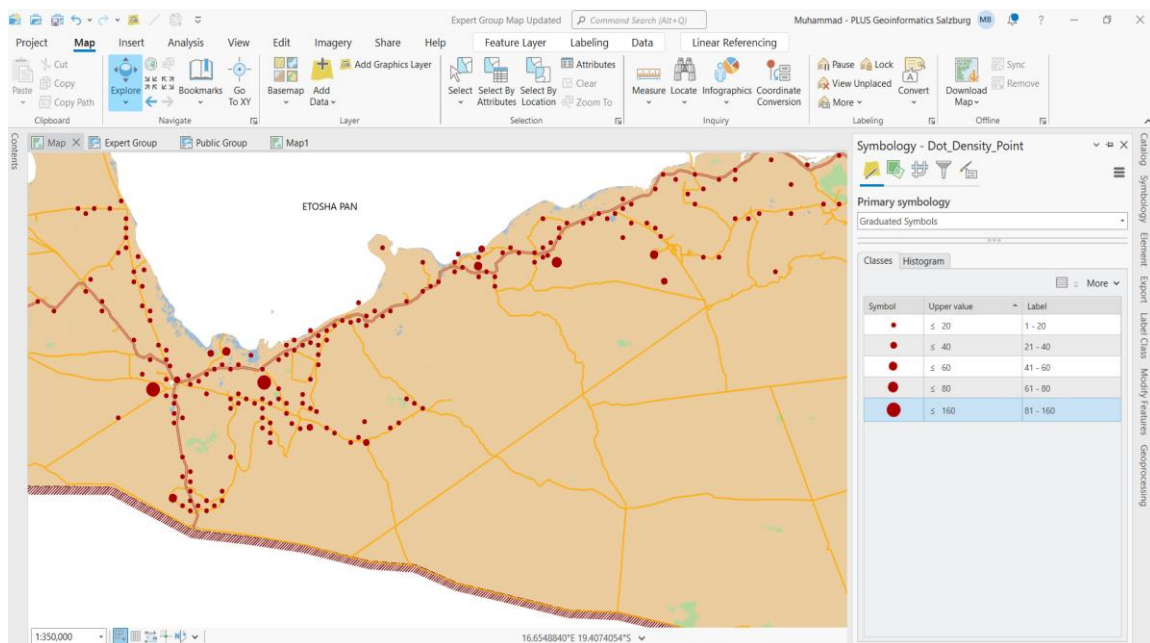 Expert Group Map Updated
Command Search (Alt+Q)
Muhammad - PLUS Geoinformatics Salzburg MB ?
Project Map Insert Analysis View Edit Imagery Share Help Feature Layer Labeling Data Linear Referencing
Paste
Cut
Copy
Copy Path
Clipboard
Explore
Bookmarks
Go To XY
Navigate
Basemap
Add Data
Add Graphics Layer
Layer
Select
Select By Attributes
Select By Location
Attributes
Clear
Zoom To
Selection
Measure
Locate
Infographics
Coordinate Conversion
Inquiry
Pause
Lock
View Unplaced
More
Convert
Labeling
Download Map
Sync
Remove
Offline
Contents
Map Expert Group Public Group Map1
ETOSHA PAN
Symbology - Dot_Density_Point
Primary symbology
Graduated Symbols
Classes Histogram
More
Symbol Upper value Label
≤ 20 1 - 20
≤ 40 21 - 40
≤ 60 41 - 60
≤ 80 61 - 80
≤ 160 81 - 160
Catalog
Symbology
Element
Export
Label Class
Modify Features
Geoprocessing
1:350,000
16.6548840°E 19.4074054°S